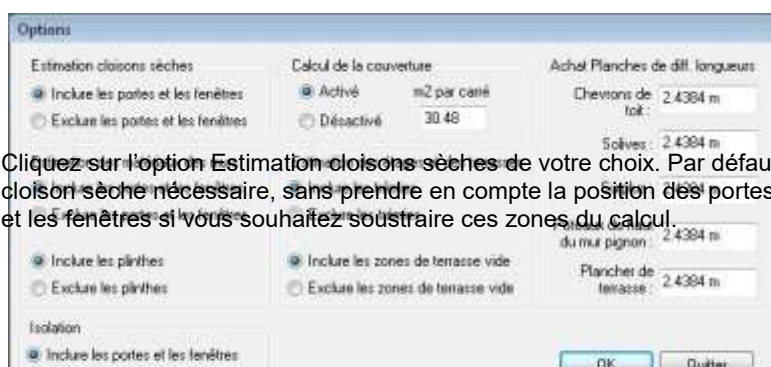 Options
Estimation cloisons sèches
Inclure les portes et les fenêtres
Exclure les portes et les fenêtres
Calcul de la couverture
Activé
m2 par carré
Désactivé
30.48
Achat Planches de diff. longueurs
Chevrons de toit :
2.4384 m
Solives :
2.4384 m
Cliquez sur l’option Estimation cloisons sèches de votre choix. Par défau
cloison sèche nécessaire, sans prendre en compte la position des portes
et les fenêtres si vous souhaitez soustraire ces zones du calcul.
du mur pignon :
2.4384 m
Inclure les plinthes
Exclure les plinthes
Inclure les zones de terrasse vide
Exclure les zones de terrasse vide
Plancher de
terrasse :
2.4384 m
Isolation
Inclure les portes et les fenêtres
OK
Quitter